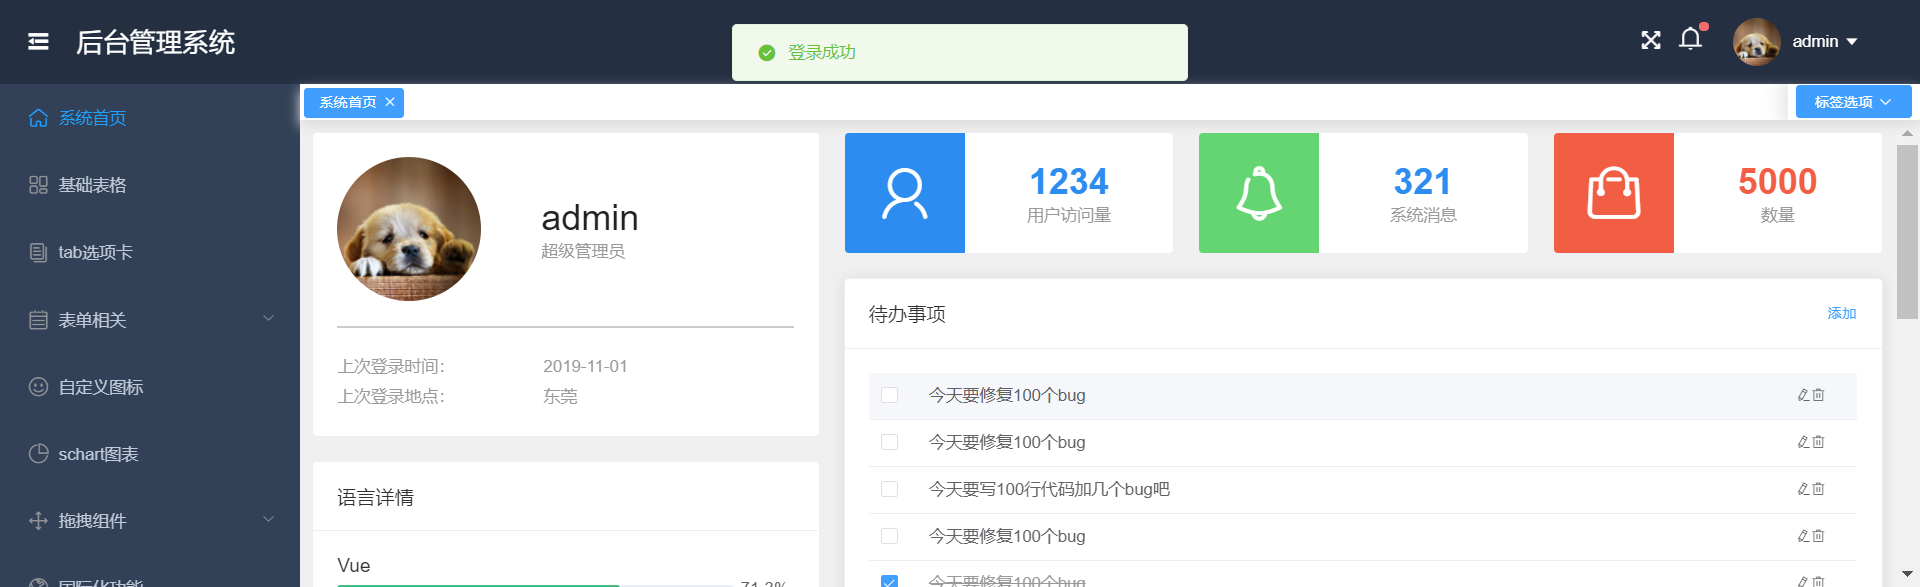 后台管理系统
登录成功
admin
系统首页
基础表格
tab选项卡
表单相关
自定义图标
schart图表
拖拽组件
国际化功能
系统首页
标签选项
admin
超级管理员
上次登录时间:
2019-11-01
上次登录地点:
东莞
语言详情
Vue
71.3%
1234
用户访问量
321
系统消息
5000
数量
待办事项
添加
今天要修复100个bug
今天要修复100个bug
今天要写100行代码加几个bug吧
今天要修复100个bug
今天要修复100个bug